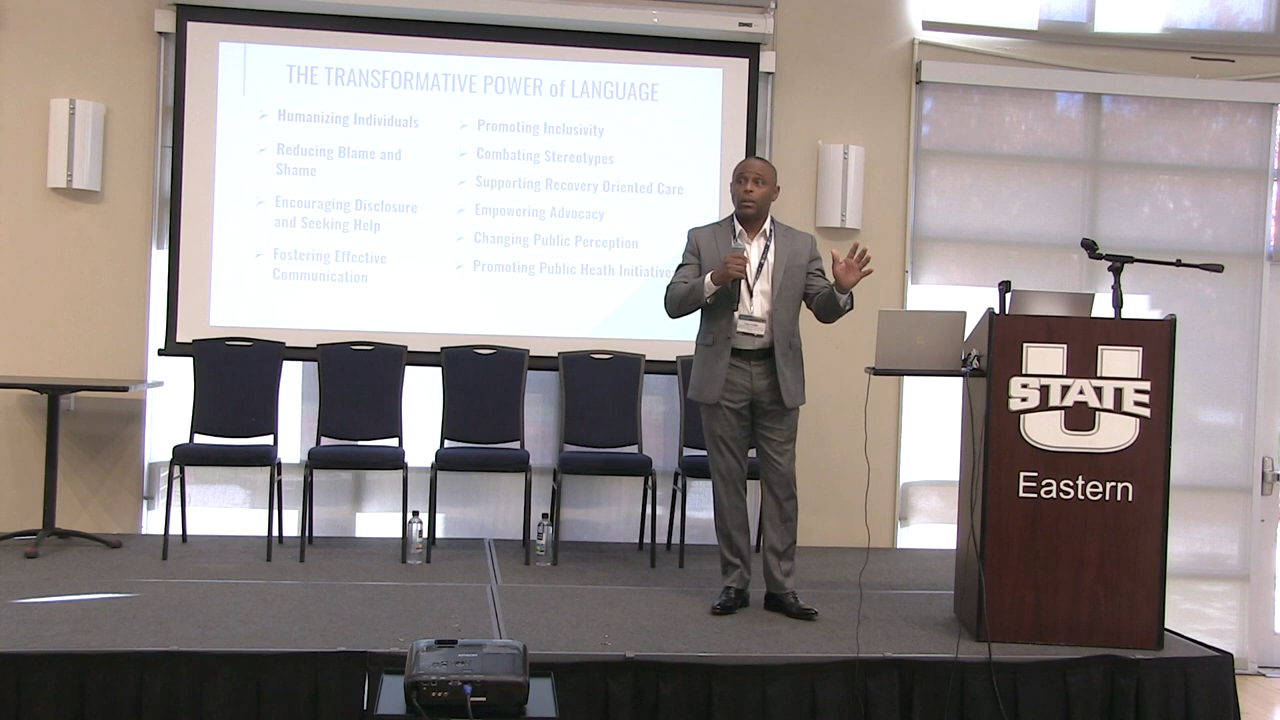 THE TRANSFORMATIVE POWER of LANGUAGE
Humanizing Individuals
Reducing Blame and
Shame
Encouraging Disclosure
and Seeking Help
Fostering Effective
Communication
Promoting Inclusivity
Combating Stereotypes
Supporting Recovery Oriented Care
Empowering Advocacy
Changing Public Perception
Promoting Public Heath Initiative
U
STATE
Eastern